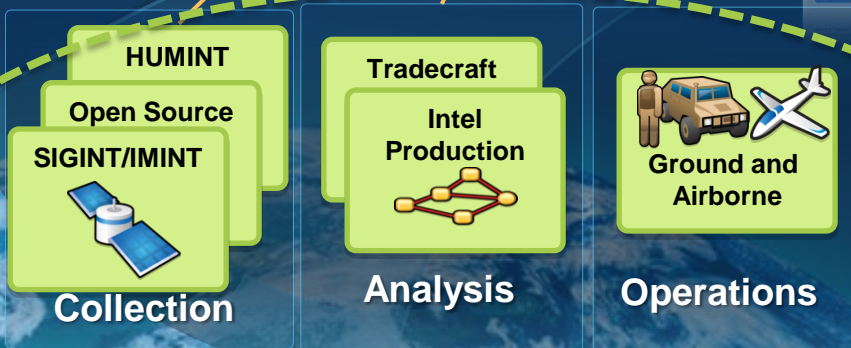 HUMINT
Open Source
SIGINT/IMINT
Collection
Tradecraft
Intel
Production
Analysis
Ground and
Airborne
Operations